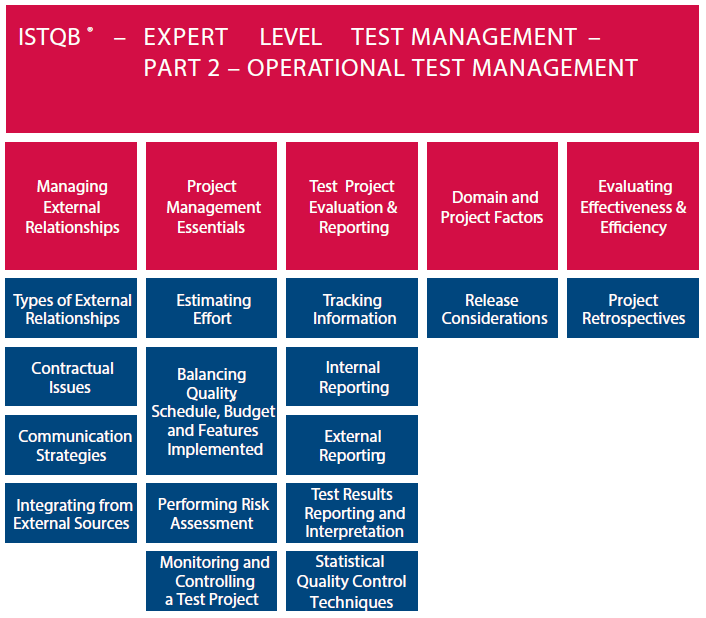 ISTQB® – EXPERT LEVEL TEST MANAGEMENT –
PART 2 – OPERATIONAL TEST MANAGEMENT
Managing
External
Relationships
Project
Management
Essentials
Test Project
Evaluation &
Reporting
Domain and
Project Factors
Evaluating
Effectiveness &
Efficiency
Types of External
Relationships
Estimating
Effort
Tracking
Information
Release
Considerations
Project
Retrospectives
Contractual
Issues
Balancing
Quality,
Schedule, Budget
and Features
Implemented
Internal
Reporting
Communication
Strategies
External
Reporting
Integrating from
External Sources
Performing Risk
Assessment
Test Results
Reporting and
Interpretation
Monitoring and
Controlling
a Test Project
Statistical
Quality Control
Techniques